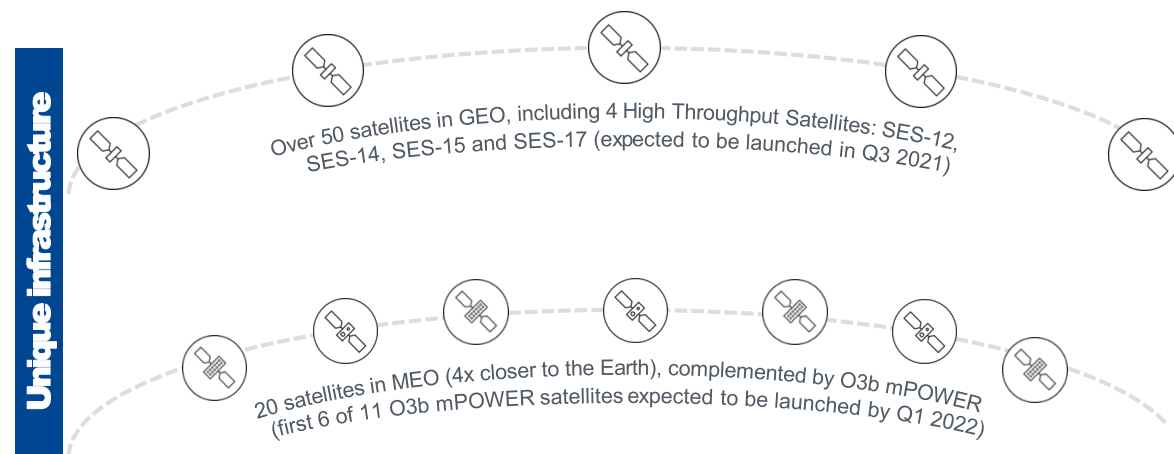 Unique infrastructure
Over 50 satellites in GEO, including 4 High Throughput Satellites: SES-12,
SES-14, SES-15 and SES-17 (expected to be launched in Q3 2021)
20 satellites in MEO (4x closer to the Earth), complemented by O3b mPOWER
(first 6 of 11 O3b mPOWER satellites expected to be launched by Q1 2022)